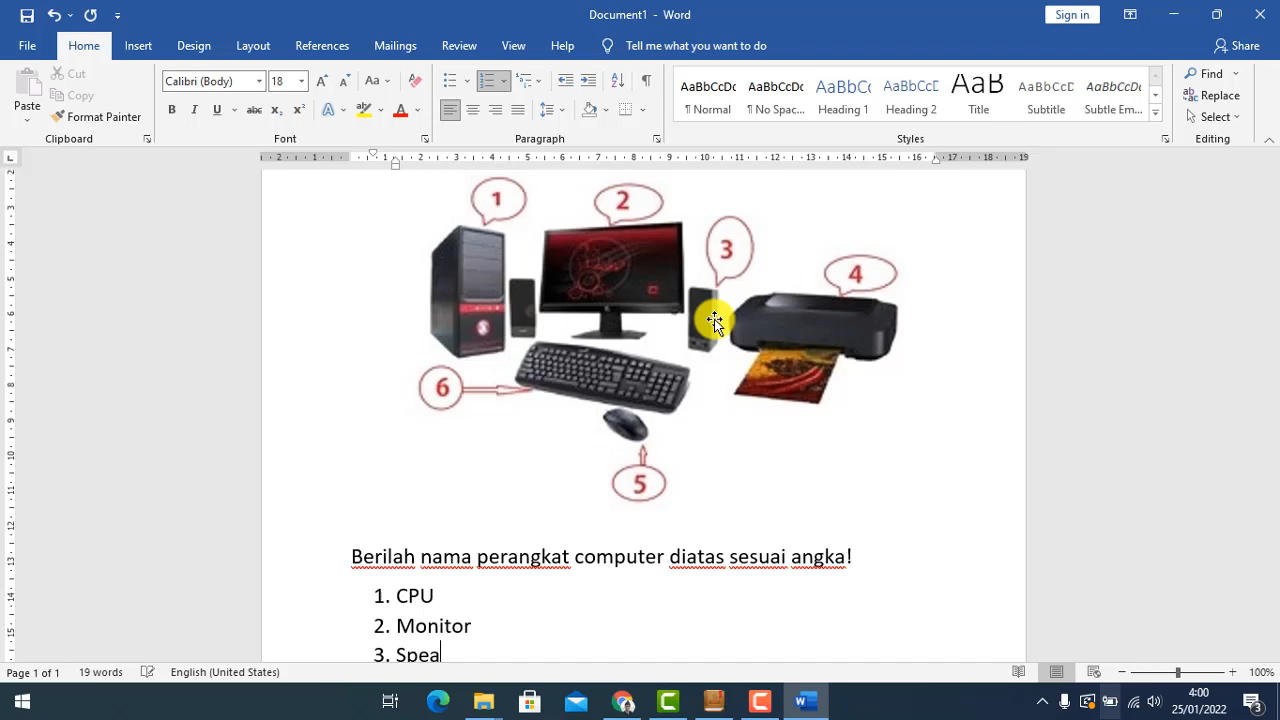 Document1 - Word
Sign in
File Home Insert Design Layout References Mailings Review View Help Tell me what you want to do Share
Paste
Cut
Copy
Format Painter
Clipboard
Calibri (Body) 18
Font
Paragraph
AaBbCcDc
¶ Normal
AaBbCcDc
¶ No Spac...
AaBbCc
Heading 1
AaBbCcD
Heading 2
AaB
Title
AaBbCcD
Subtitle
AaBbCcDc
Subtle Em...
Styles
Find
Replace
Select
Editing
1
2
3
4
6
5
Berilah nama perangkat computer diatas sesuai angka!
1. CPU
2. Monitor
3. Spea
Page 1 of 1 19 words English (United States) 100%
4:00
25/01/2022
3